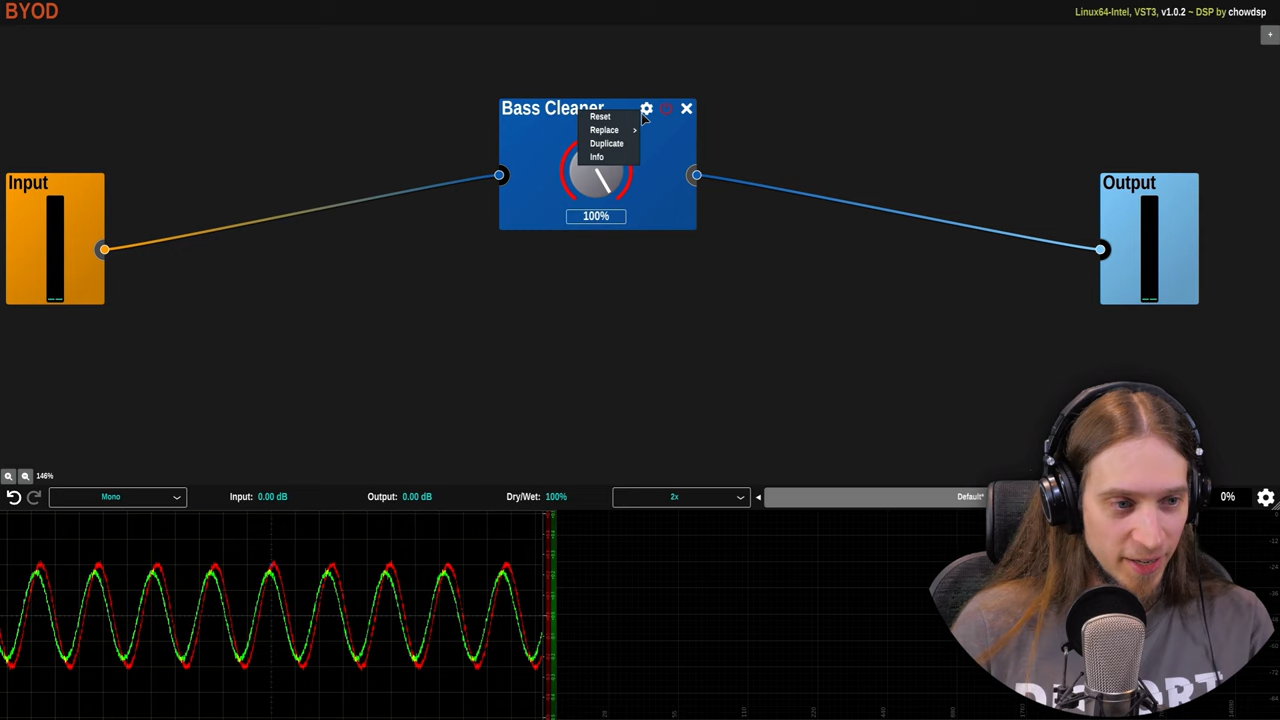 BYOD
Linux64-Intel, VST3, v1.0.2 ~ DSP by chowdsp
+
Bass Cleaner
Reset
Replace >
Duplicate
Info
100%
Input
Output
146%
Mono
Input: 0.00 dB
Output: 0.00 dB
Dry/Wet: 100%
2x
Default*
0%